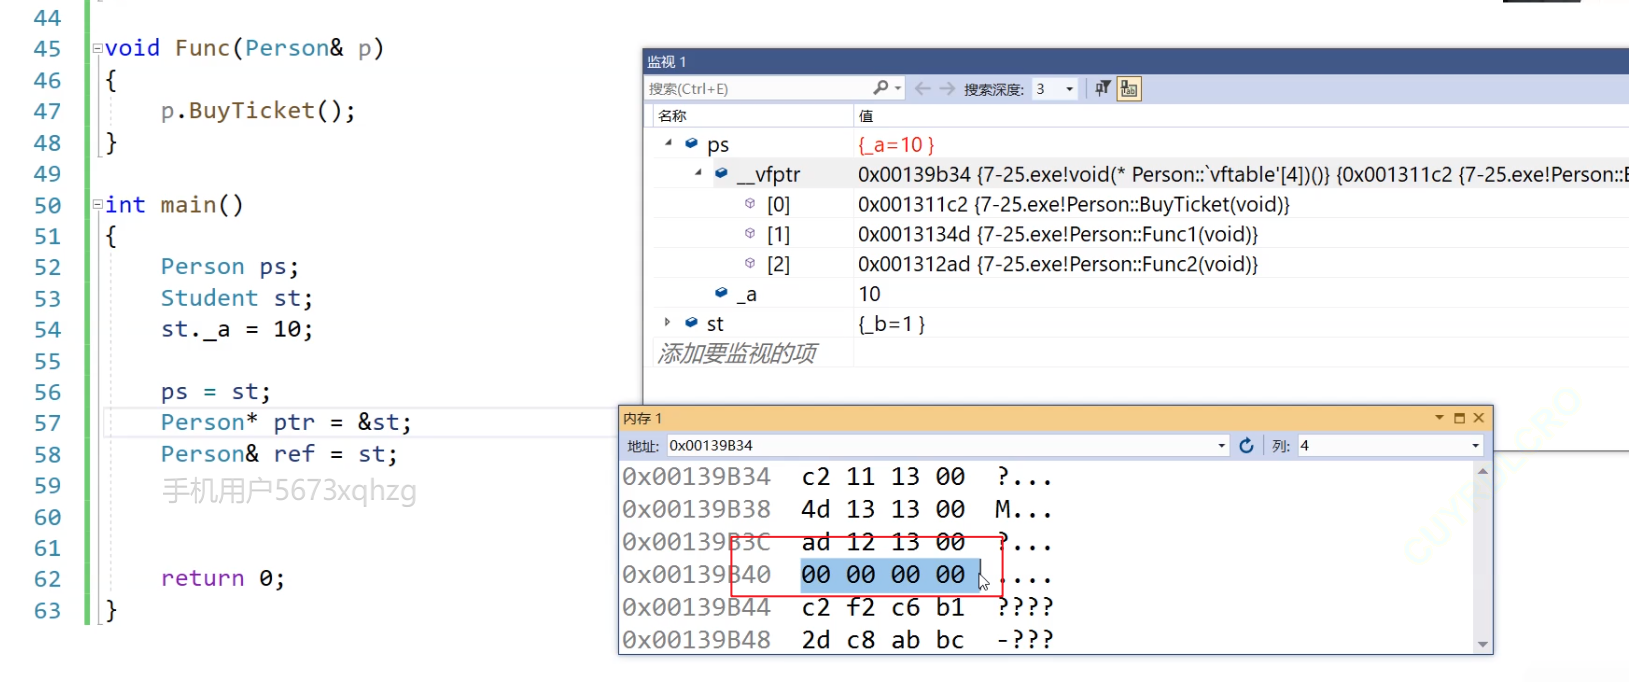 44
45 void Func(Person& p)
46 {
47 p.BuyTicket();
48 }
49
50 int main()
51 {
52 Person ps;
53 Student st;
54 st._a = 10;
55
56 ps = st;
57 Person* ptr = &st;
58 Person& ref = st;
59 手机用户5673xqhzg
60
61
62 return 0;
63 }
监视 1
搜索(Ctrl+E) 搜索深度: 3
名称 值
ps {_a=10 }
__vfptr 0x00139b34 {7-25.exe!void(* Person::`vftable'[4])()} {0x001311c2 {7-25.exe!Person::B
[0] 0x001311c2 {7-25.exe!Person::BuyTicket(void)}
[1] 0x0013134d {7-25.exe!Person::Func1(void)}
[2] 0x001312ad {7-25.exe!Person::Func2(void)}
_a 10
st {_b=1 }
添加要监视的项
内存 1
地址: 0x00139B34 列: 4
0x00139B34 c2 11 13 00 ?...
0x00139B38 4d 13 13 00 M...
0x00139B3C ad 12 13 00 ?...
0x00139B40 00 00 00 00 ....
0x00139B44 c2 f2 c6 b1 ????
0x00139B48 2d c8 ab bc -???